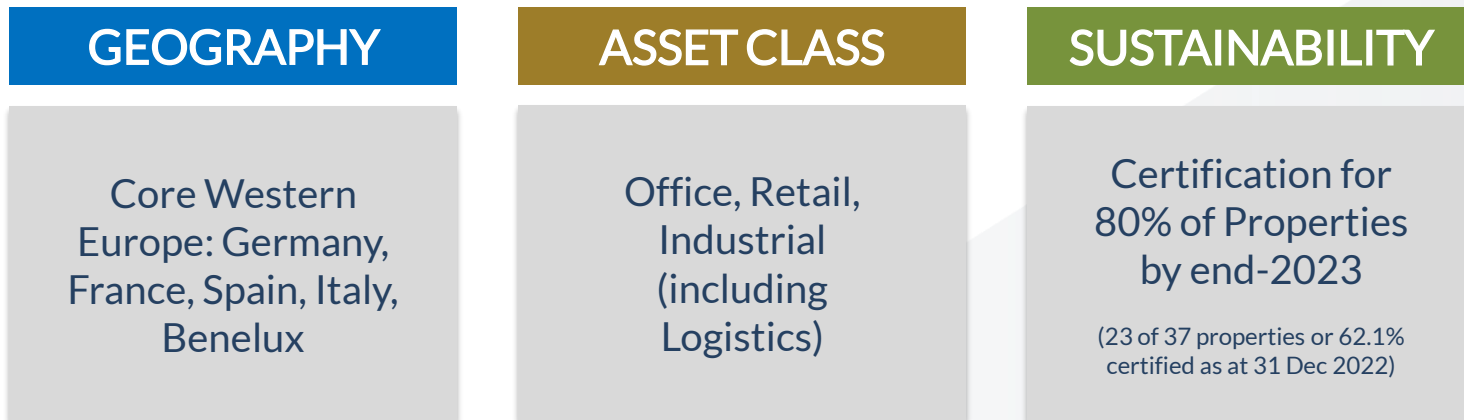 GEOGRAPHY
Core Western
Europe: Germany,
France, Spain, Italy,
Benelux
ASSET CLASS
Office, Retail,
Industrial
(including
Logistics)
SUSTAINABILITY
Certification for
80% of Properties
by end-2023
(23 of 37 properties or 62.1%
certified as at 31 Dec 2022)